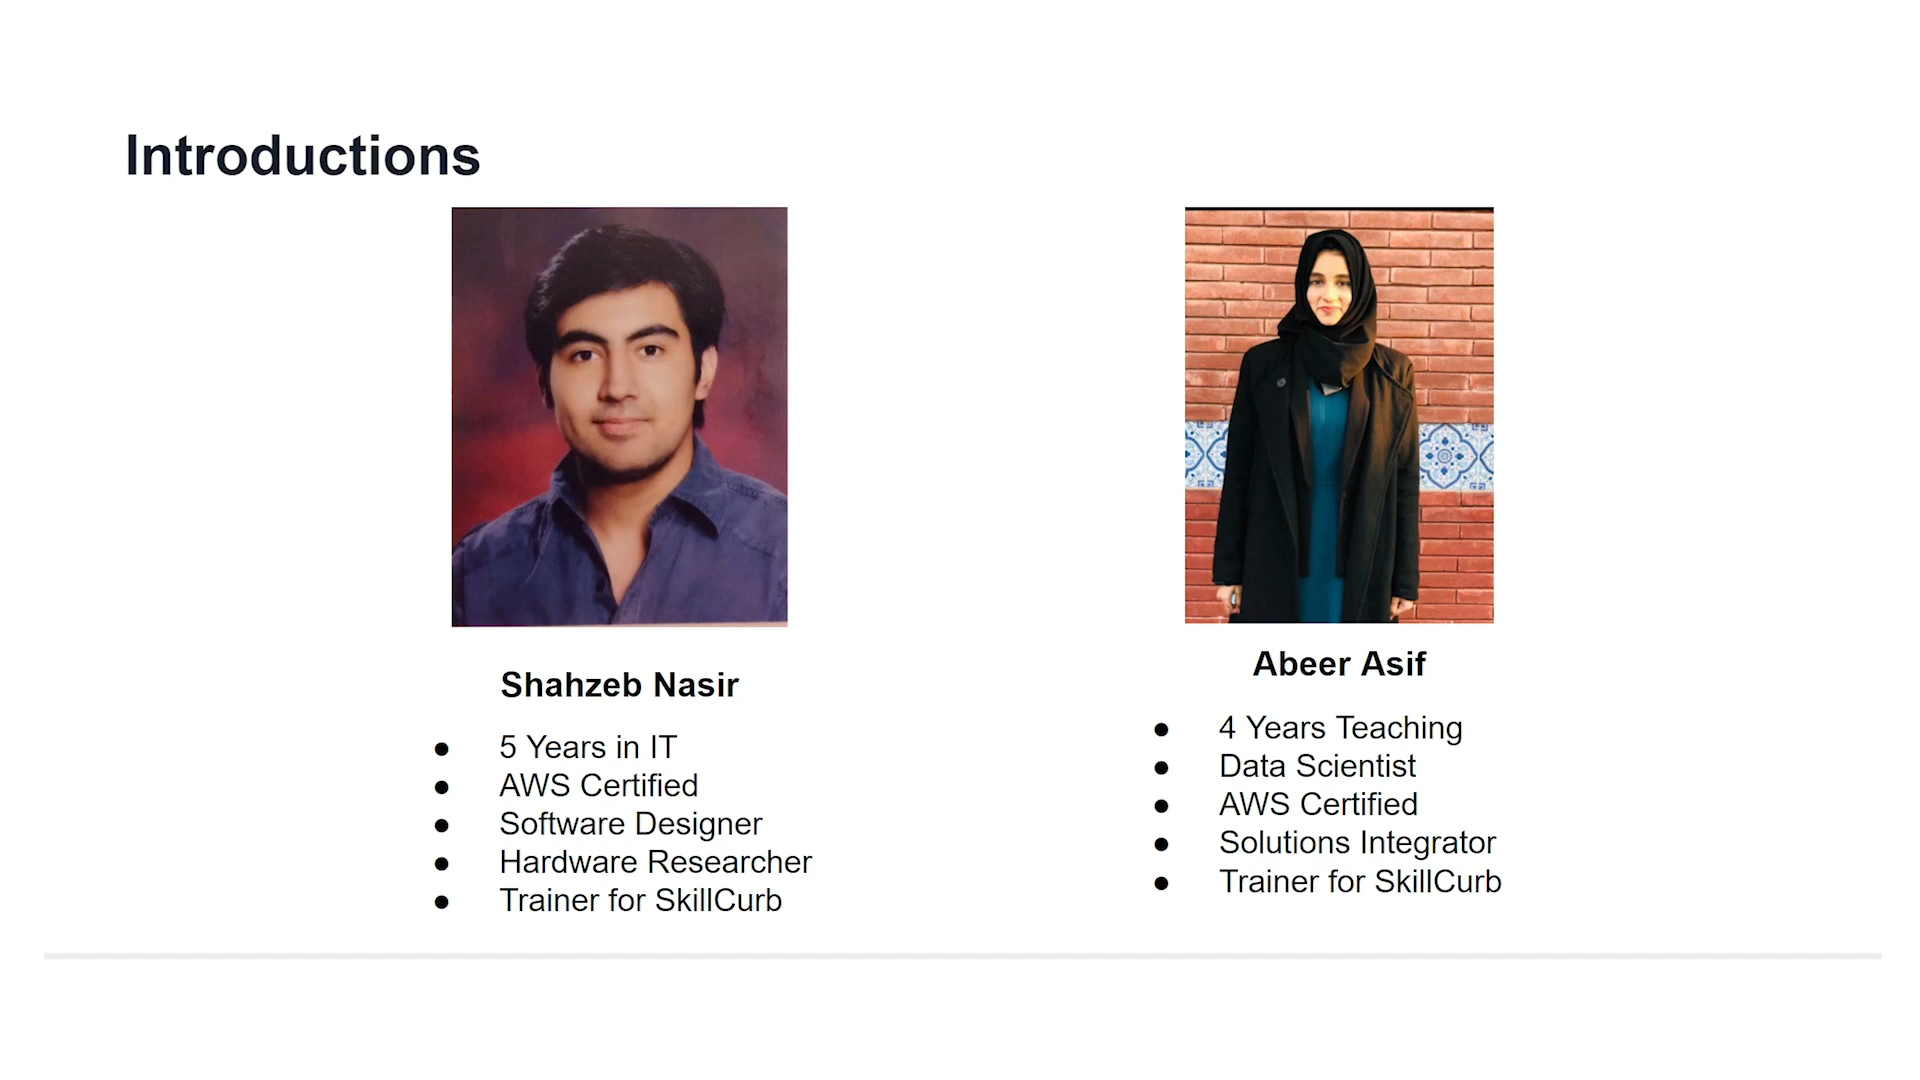 Introductions
Shahzeb Nasir
● 5 Years in IT
● AWS Certified
● Software Designer
● Hardware Researcher
● Trainer for SkillCurb
Abeer Asif
● 4 Years Teaching
● Data Scientist
● AWS Certified
● Solutions Integrator
● Trainer for SkillCurb